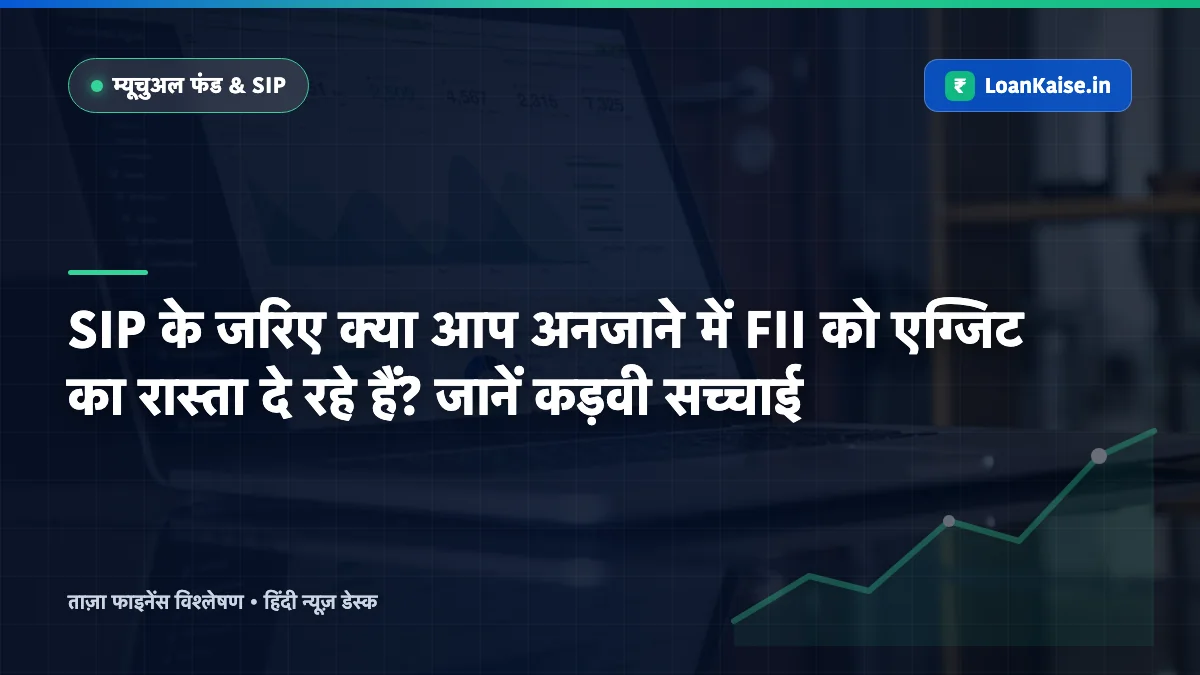 म्यूचुअल फंड & SIP
₹ LoanKaise.in
SIP के जरिए क्या आप अनजाने में FII को एग्जिट
का रास्ता दे रहे हैं? जानें कड़वी सच्चाई
ताज़ा फाइनेंस विश्लेषण • हिंदी न्यूज़ डेस्क